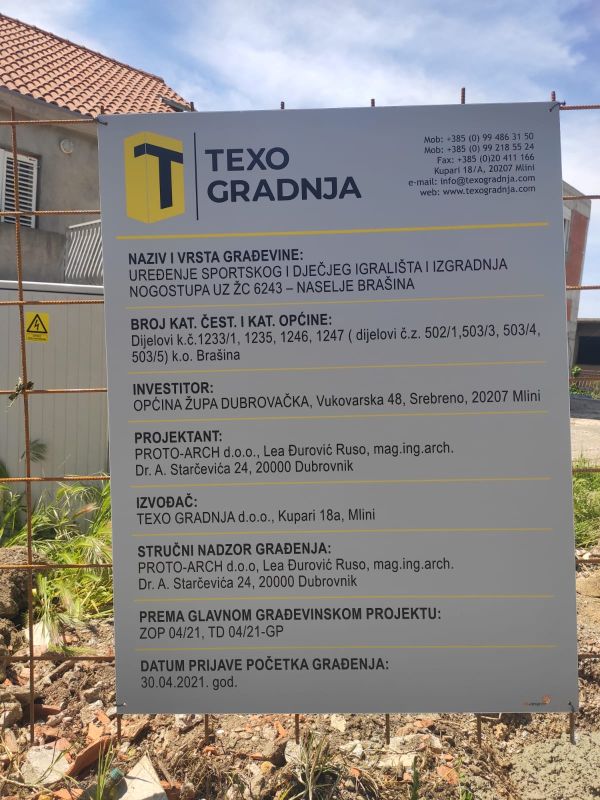 T
TEXO
GRADNJA
Mob: +385 (0) 99 486 31 50
Mob: +385 (0) 99 218 55 24
Fax: +385 (0)20 411 166
Kupari 18/A, 20207 Mlini
e-mail: info@texogradnja.com
web: www.texogradnja.com
NAZIV I VRSTA GRAĐEVINE:
UREĐENJE SPORTSKOG I DJEČJEG IGRALIŠTA I IZGRADNJA
NOGOSTUPA UZ ŽC 6243 – NASELJE BRAŠINA
BROJ KAT. ČEST. I KAT. OPĆINE:
Dijelovi k.č.1233/1, 1235, 1246, 1247 ( dijelovi č.z. 502/1,503/3, 503/4,
503/5) k.o. Brašina
INVESTITOR:
OPĆINA ŽUPA DUBROVAČKA, Vukovarska 48, Srebreno, 20207 Mlini
PROJEKTANT:
PROTO-ARCH d.o.o., Lea Đurović Ruso, mag.ing.arch.
Dr. A. Starčevića 24, 20000 Dubrovnik
IZVOĐAČ:
TEXO GRADNJA d.o.o., Kupari 18a, Mlini
STRUČNI NADZOR GRAĐENJA:
PROTO-ARCH d.o.o, Lea Đurović Ruso, mag.ing.arch.
Dr. A. Starčevića 24, 20000 Dubrovnik
PREMA GLAVNOM GRAĐEVINSKOM PROJEKTU:
ZOP 04/21, TD 04/21-GP
DATUM PRIJAVE POČETKA GRAĐENJA:
30.04.2021. god.